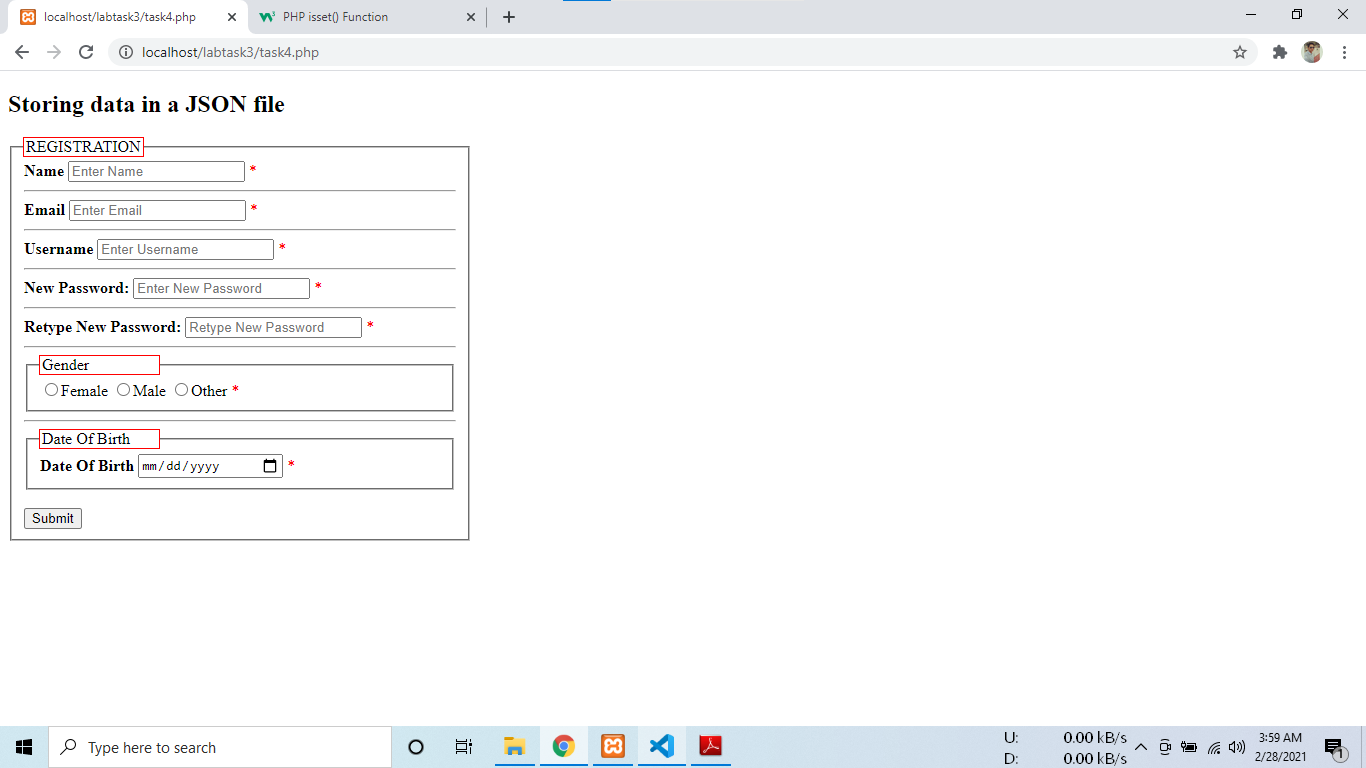 localhost/labtask3/task4.php
PHP isset() Function
localhost/labtask3/task4.php
Storing data in a JSON file
REGISTRATION
Name Enter Name *
Email Enter Email *
Username Enter Username *
New Password: Enter New Password *
Retype New Password: Retype New Password *
Gender
Female Male Other *
Date Of Birth
Date Of Birth mm/dd/yyyy *
Submit
Type here to search
U: 0.00 kB/s
D: 0.00 kB/s
3:59 AM
2/28/2021
1